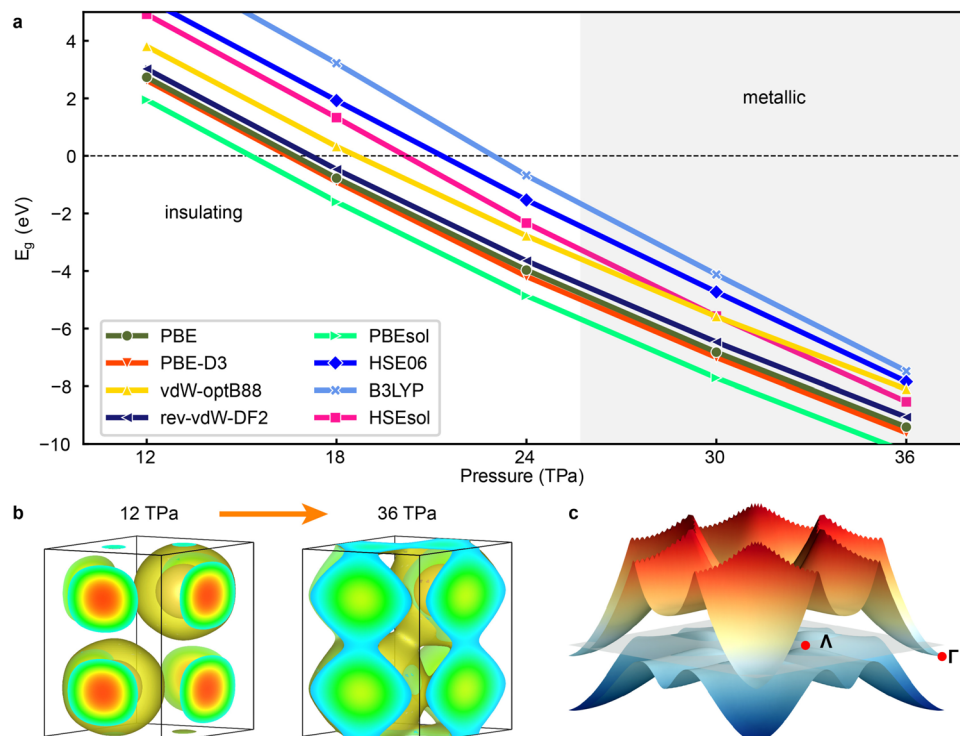 a
4
2
0
−2
−4
−6
−8
−10
E_g (eV)
metallic
insulating
PBE
PBE-D3
vdW-optB88
rev-vdW-DF2
PBEsol
HSE06
B3LYP
HSEsol
12
18
24
30
36
Pressure (TPa)
b
12 TPa
36 TPa
c
Λ
Γ